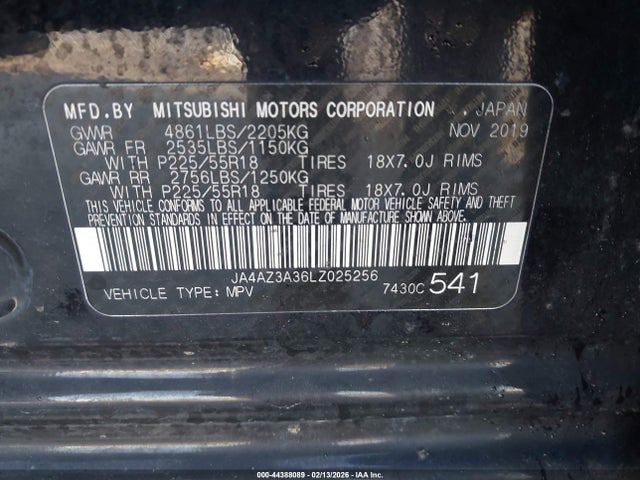 MFD.BY MITSUBISHI MOTORS CORPORATION JAPAN
GVWR 4861LBS/2205KG NOV 2019
GAWR FR 2535LBS/1150KG
WITH P225/55R18 TIRES 18X7.0J RIMS
GAWR RR 2756LBS/1250KG
WITH P225/55R18 TIRES 18X7.0J RIMS
THIS VEHICLE CONFORMS TO ALL APPLICABLE FEDERAL MOTOR VEHICLE SAFETY AND THEFT
PREVENTION STANDARDS IN EFFECT ON THE DATE OF MANUFACTURE SHOWN ABOVE.
JA4AZ3A36LZ025256
VEHICLE TYPE: MPV 7430C 541
000-44388089 - 02/13/2026 - IAA Inc.